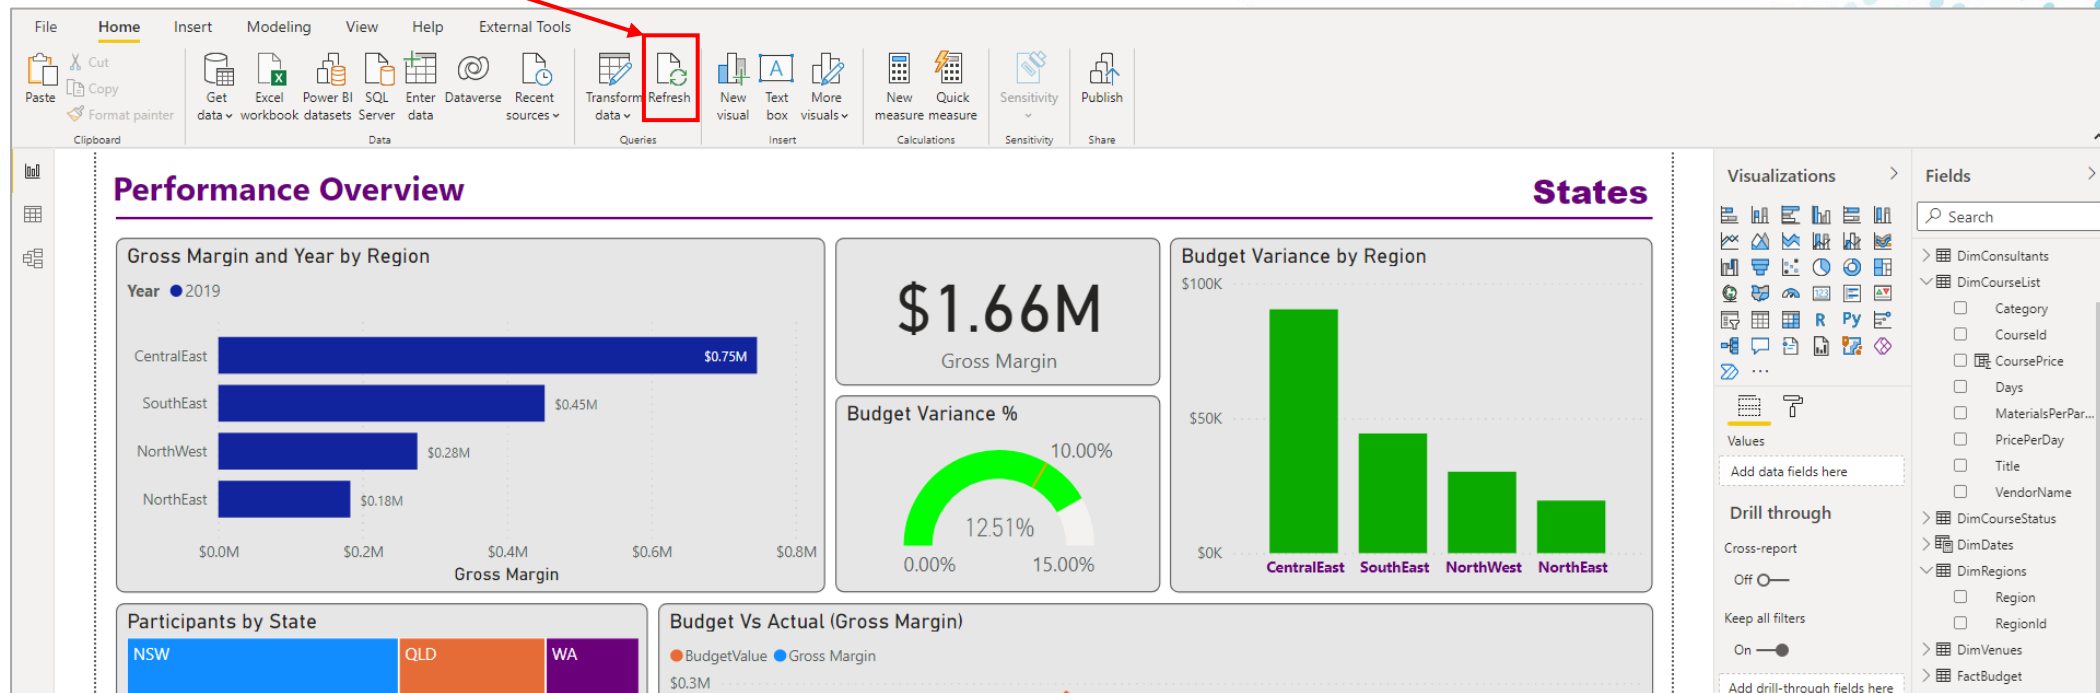 File Home Insert Modeling View Help External Tools
Paste
Cut
Copy
Format painter
Clipboard
Get data
Excel workbook
Power BI datasets
SQL Server
Enter data
Dataverse
Recent sources
Data
Transform data
Refresh
Queries
New visual
Text box
More visuals
Insert
New measure
Quick measure
Calculations
Sensitivity
Sensitivity
Publish
Share
Performance Overview
States
Gross Margin and Year by Region
Year 2019
CentralEast $0.75M
SouthEast $0.45M
NorthWest $0.28M
NorthEast $0.18M
$0.0M $0.2M $0.4M $0.6M $0.8M
Gross Margin
$1.66M
Gross Margin
Budget Variance %
10.00%
12.51%
0.00% 15.00%
Budget Variance by Region
$100K
$50K
$0K
CentralEast SouthEast NorthWest NorthEast
Participants by State
NSW QLD WA
Budget Vs Actual (Gross Margin)
BudgetValue Gross Margin
$0.3M
Visualizations
123
R Py
Values
Add data fields here
Drill through
Cross-report
Off
Keep all filters
On
Add drill-through fields here
Fields
Search
DimConsultants
DimCourseList
Category
CourseId
CoursePrice
Days
MaterialsPerPar...
PricePerDay
Title
VendorName
DimCourseStatus
DimDates
DimRegions
Region
RegionId
DimVenues
FactBudget